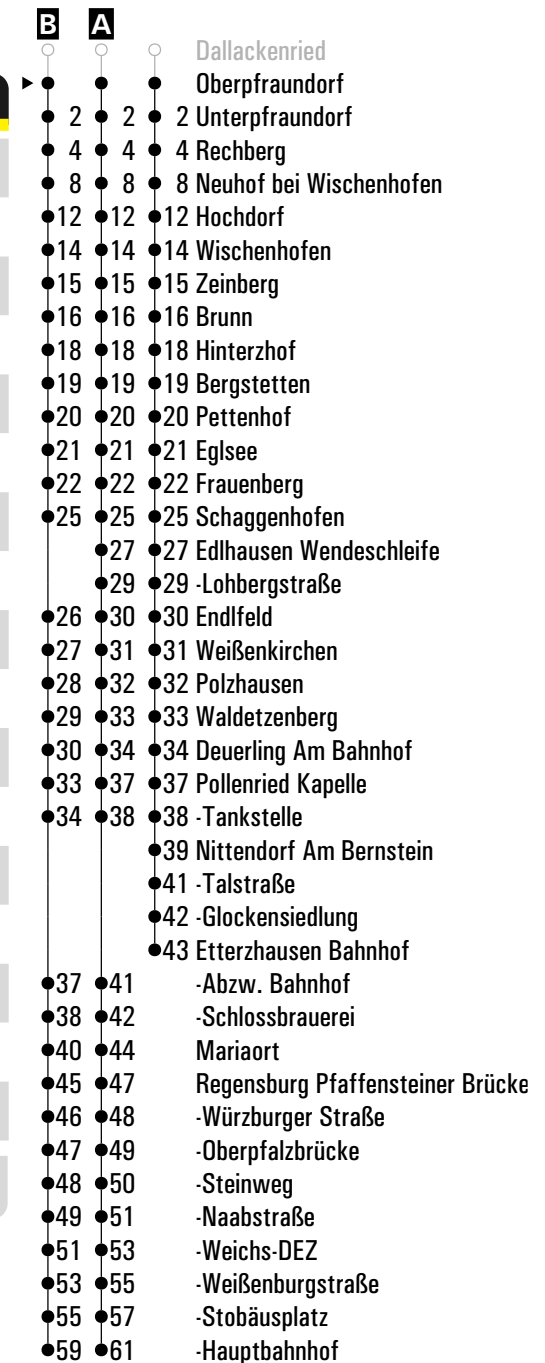 B A
Dallackenried
Oberpfraundorf
2 2 2 Unterpfraundorf
4 4 4 Rechberg
8 8 8 Neuhof bei Wischenhofen
12 12 12 Hochdorf
14 14 14 Wischenhofen
15 15 15 Zeinberg
16 16 16 Brunn
18 18 18 Hinterzhof
19 19 19 Bergstetten
20 20 20 Pettenhof
21 21 21 Eglsee
22 22 22 Frauenberg
25 25 25 Schaggenhofen
27 27 Edlhausen Wendeschleife
29 29 -Lohbergstraße
26 30 30 Endlfeld
27 31 31 Weißenkirchen
28 32 32 Polzhausen
29 33 33 Waldetzenberg
30 34 34 Deuerling Am Bahnhof
33 37 37 Pollenried Kapelle
34 38 38 -Tankstelle
39 Nittendorf Am Bernstein
41 -Talstraße
42 -Glockensiedlung
43 Etterzhausen Bahnhof
37 41 -Abzw. Bahnhof
38 42 -Schlossbrauerei
40 44 Mariaort
45 47 Regensburg Pfaffensteiner Brücke
46 48 -Würzburger Straße
47 49 -Oberpfalzbrücke
48 50 -Steinweg
49 51 -Naabstraße
51 53 -Weichs-DEZ
53 55 -Weißenburgstraße
55 57 -Stobäusplatz
59 61 -Hauptbahnhof